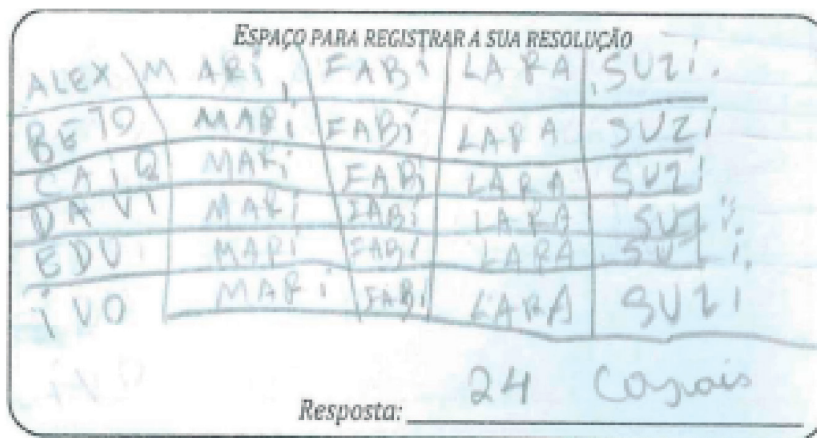 ESPAÇO PARA REGISTRAR A SUA RESOLUÇÃO
ALEX MARI FABI LARA SUZI.
BETO MARI FABI LARA SUZI
CAIQ MARI FABI LARA SUZI
DAVI MARI FABI LARA SUZI.
EDU MARI FABI LARA SUZI.
IVO MARI FABI LARA SUZI
24 Casais
Resposta: